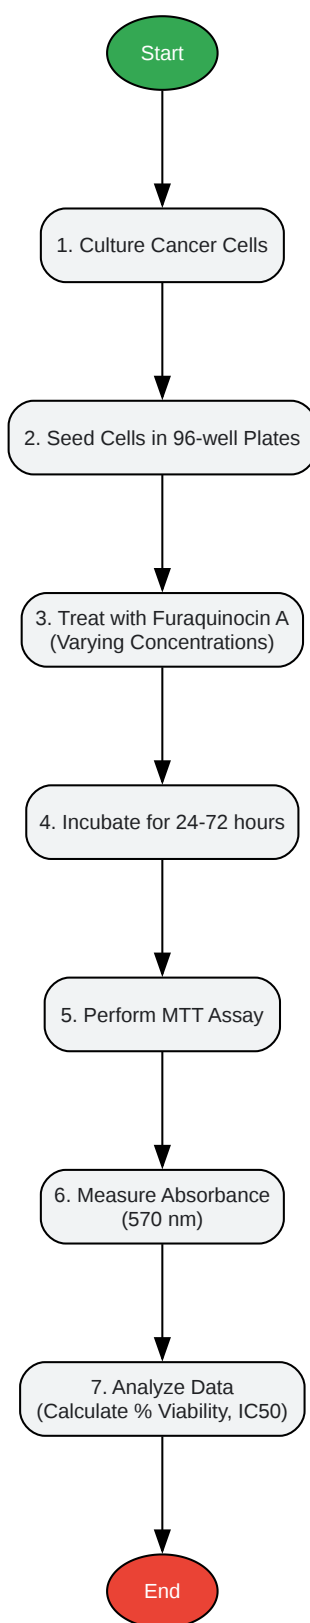 Start
1. Culture Cancer Cells
2. Seed Cells in 96-well Plates
3. Treat with Furaquinocin A
(Varying Concentrations)
4. Incubate for 24-72 hours
5. Perform MTT Assay
6. Measure Absorbance
(570 nm)
7. Analyze Data
(Calculate % Viability, IC50)
End